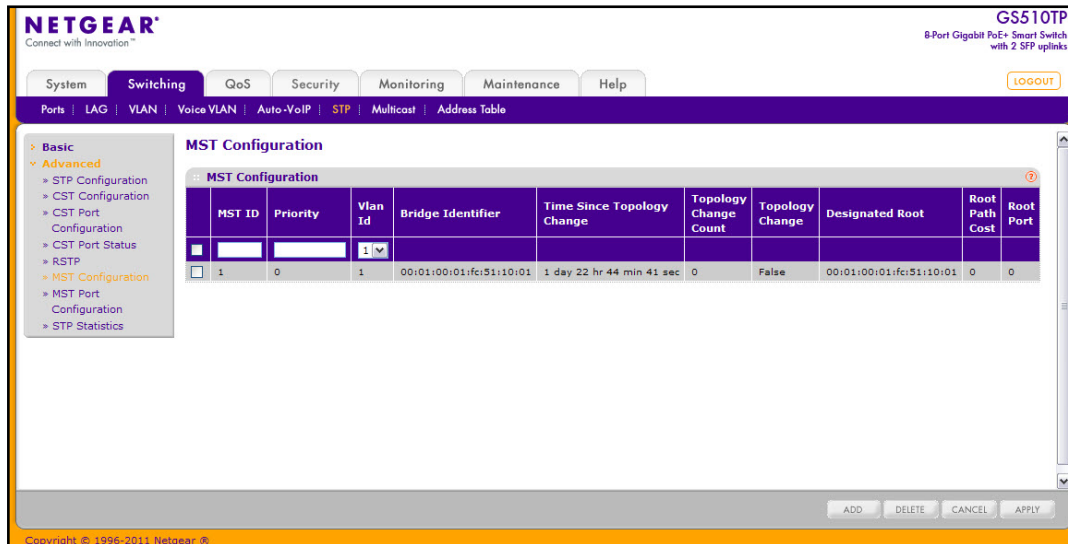 NETGEAR®
Connect with Innovation™
GS510TP
8-Port Gigabit PoE+ Smart Switch
with 2 SFP uplinks
System Switching QoS Security Monitoring Maintenance Help LOGOUT
Ports | LAG | VLAN | Voice VLAN | Auto-VoIP | STP | Multicast | Address Table
Basic
Advanced
» STP Configuration
» CST Configuration
» CST Port
Configuration
» CST Port Status
» RSTP
» MST Configuration
» MST Port
Configuration
» STP Statistics
MST Configuration
MST Configuration ?
MST ID Priority Vlan Id Bridge Identifier Time Since Topology Change Topology Change Count Topology Change Designated Root Root Path Cost Root Port
1
1 0 1 00:01:00:01:fc:51:10:01 1 day 22 hr 44 min 41 sec 0 False 00:01:00:01:fc:51:10:01 0 0
ADD DELETE CANCEL APPLY
Copyright © 1996-2011 Netgear ®